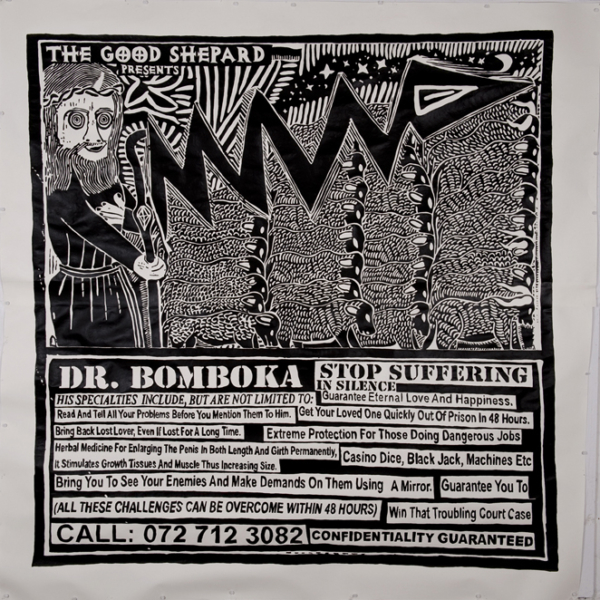 THE GOOD SHEPARD
PRESENTS
DR. BOMBOKA
STOP SUFFERING
IN SILENCE
HIS SPECIALTIES INCLUDE, BUT ARE NOT LIMITED TO:
Guarantee Eternal Love And Happiness,
Read And Tell All Your Problems Before You Mention Them To Him.
Get Your Loved One Quickly Out Of Prison In 48 Hours.
Bring Back Lost Lover, Even If Lost For A Long Time.
Extreme Protection For Those Doing Dangerous Jobs
Herbal Medicine For Enlarging The Penis In Both Length And Girth Permanently,
It Stimulates Growth Tissues And Muscle Thus Increasing Size.
Casino Dice, Black Jack, Machines Etc
Bring You To See Your Enemies And Make Demands On Them Using A Mirror.
Guarantee You To
(ALL THESE CHALLENGES CAN BE OVERCOME WITHIN 48 HOURS)
Win That Troubling Court Case
CALL: 072 712 3082
CONFIDENTIALITY GUARANTEED